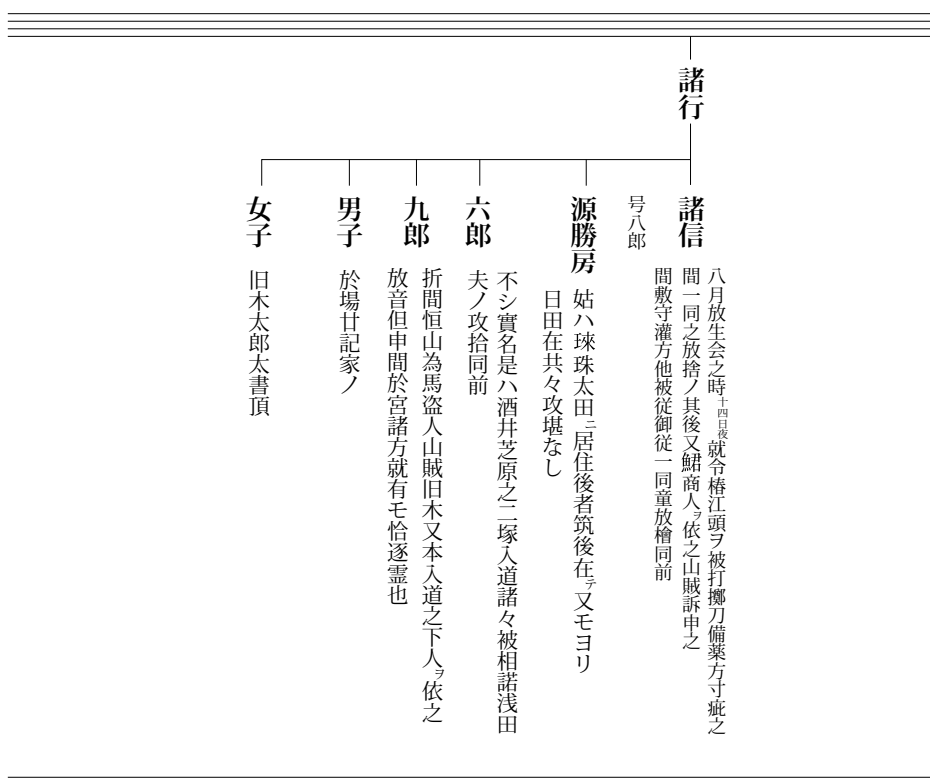 諸行
諸信
八月放生会之時十四日夜就令椿江頭ヲ被打擲刀備薬方寸疵之
間一同之放捨ノ其後又鯖商人ヲ依之山賊訴申之
間敷守灌方他被従御従一同童放檜同前
号八郎
源勝房
姑ハ琜珠太田ニ居住後者筑後在テ又モヨリ
日田在共々攻堪なし
六郎
不シ實名是ハ酒井芝原之二塚入道諸々被相諾浅田
夫ノ攻拾同前
九郎
折間恒山為馬盗人山賊旧木又本入道之下人ヲ依之
放音但申間於宮諸方就有モ恰逐霊也
男子
於場廿記家ノ
女子
旧木太郎太書頂